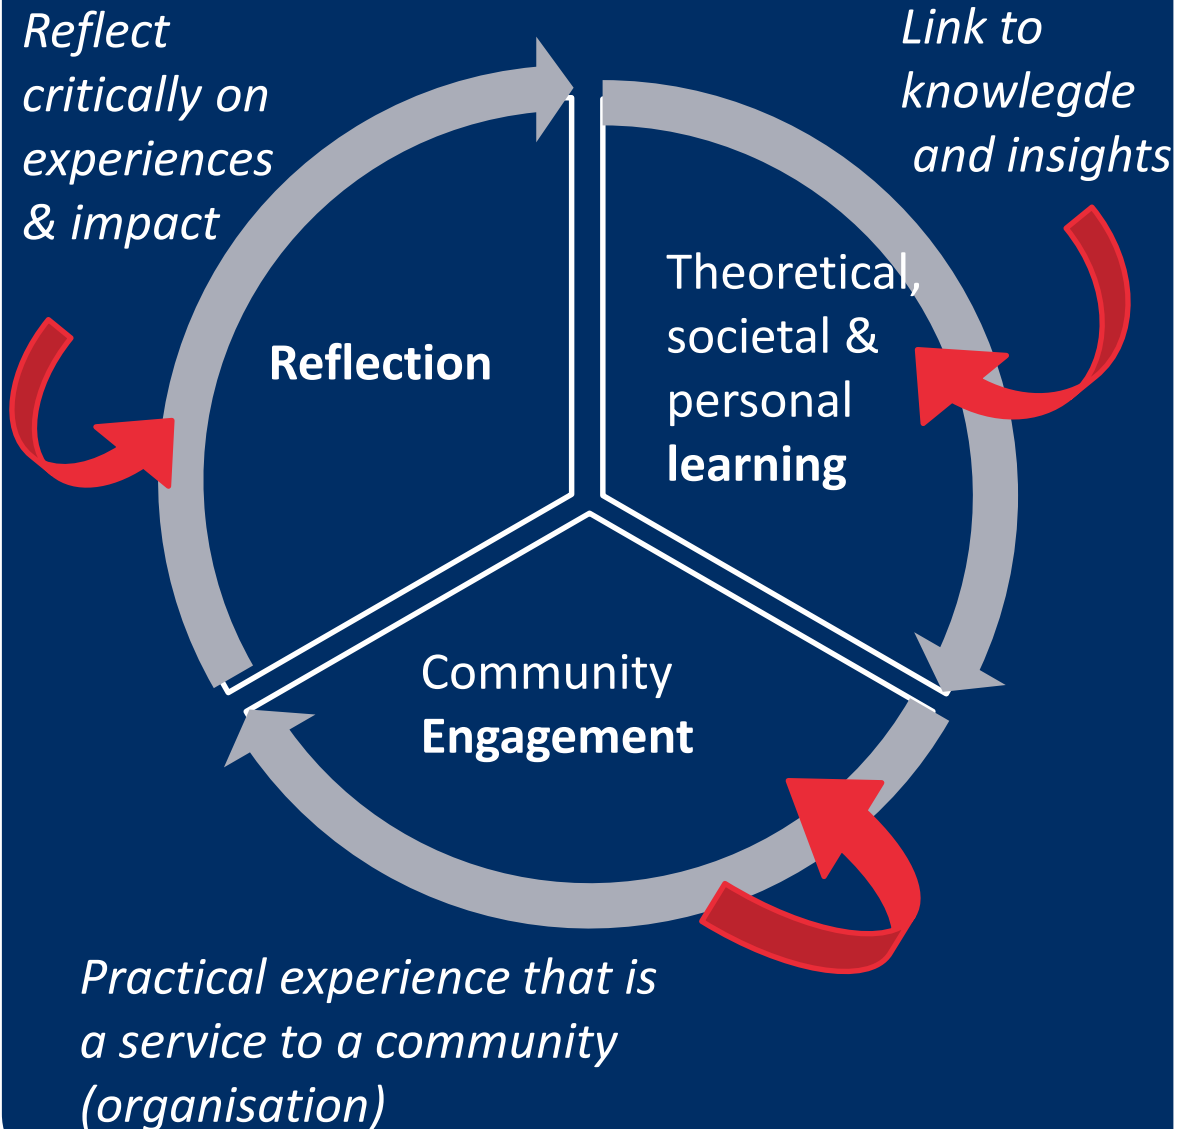 Reflect
critically on
experiences
& impact
Link to
knowlegde
and insights
Reflection
Theoretical,
societal &
personal
learning
Community
Engagement
Practical experience that is
a service to a community
(organisation)